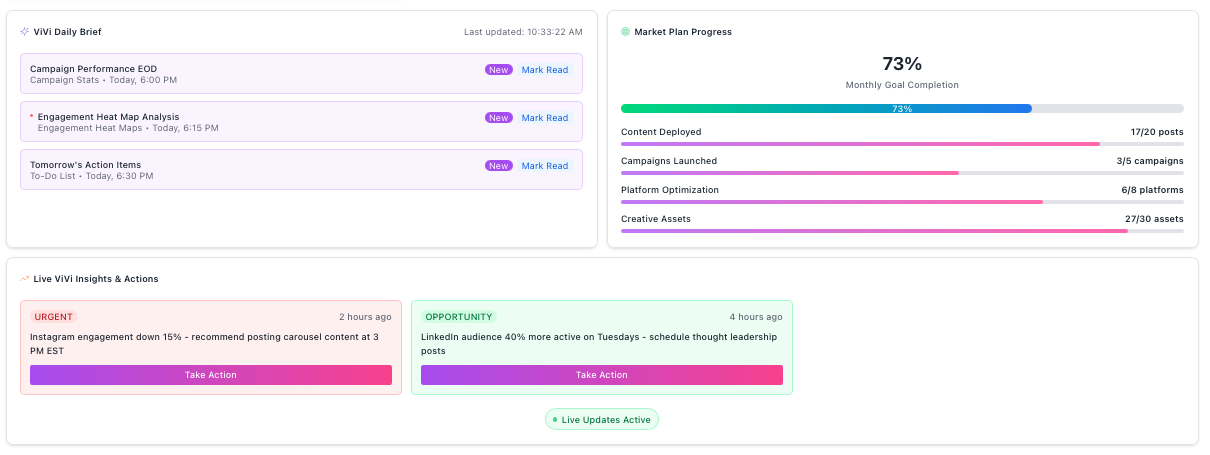 ViVi Daily Brief
Last updated: 10:33:22 AM
Campaign Performance EOD
Campaign Stats • Today, 6:00 PM
New
Mark Read
Engagement Heat Map Analysis
Engagement Heat Maps • Today, 6:15 PM
New
Mark Read
Tomorrow's Action Items
To-Do List • Today, 6:30 PM
New
Mark Read
Market Plan Progress
73%
Monthly Goal Completion
73%
Content Deployed
17/20 posts
Campaigns Launched
3/5 campaigns
Platform Optimization
6/8 platforms
Creative Assets
27/30 assets
Live ViVi Insights & Actions
URGENT
2 hours ago
Instagram engagement down 15% - recommend posting carousel content at 3
PM EST
Take Action
OPPORTUNITY
4 hours ago
LinkedIn audience 40% more active on Tuesdays - schedule thought leadership
posts
Take Action
Live Updates Active